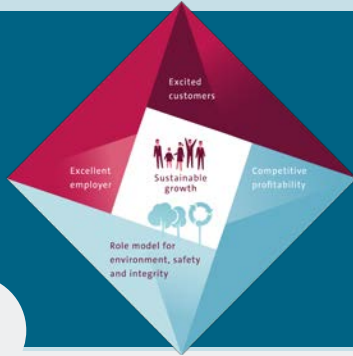 Excited
customers
Excellent
employer
Sustainable
growth
Competitive
profitability
Role model for
environment, safety
and integrity